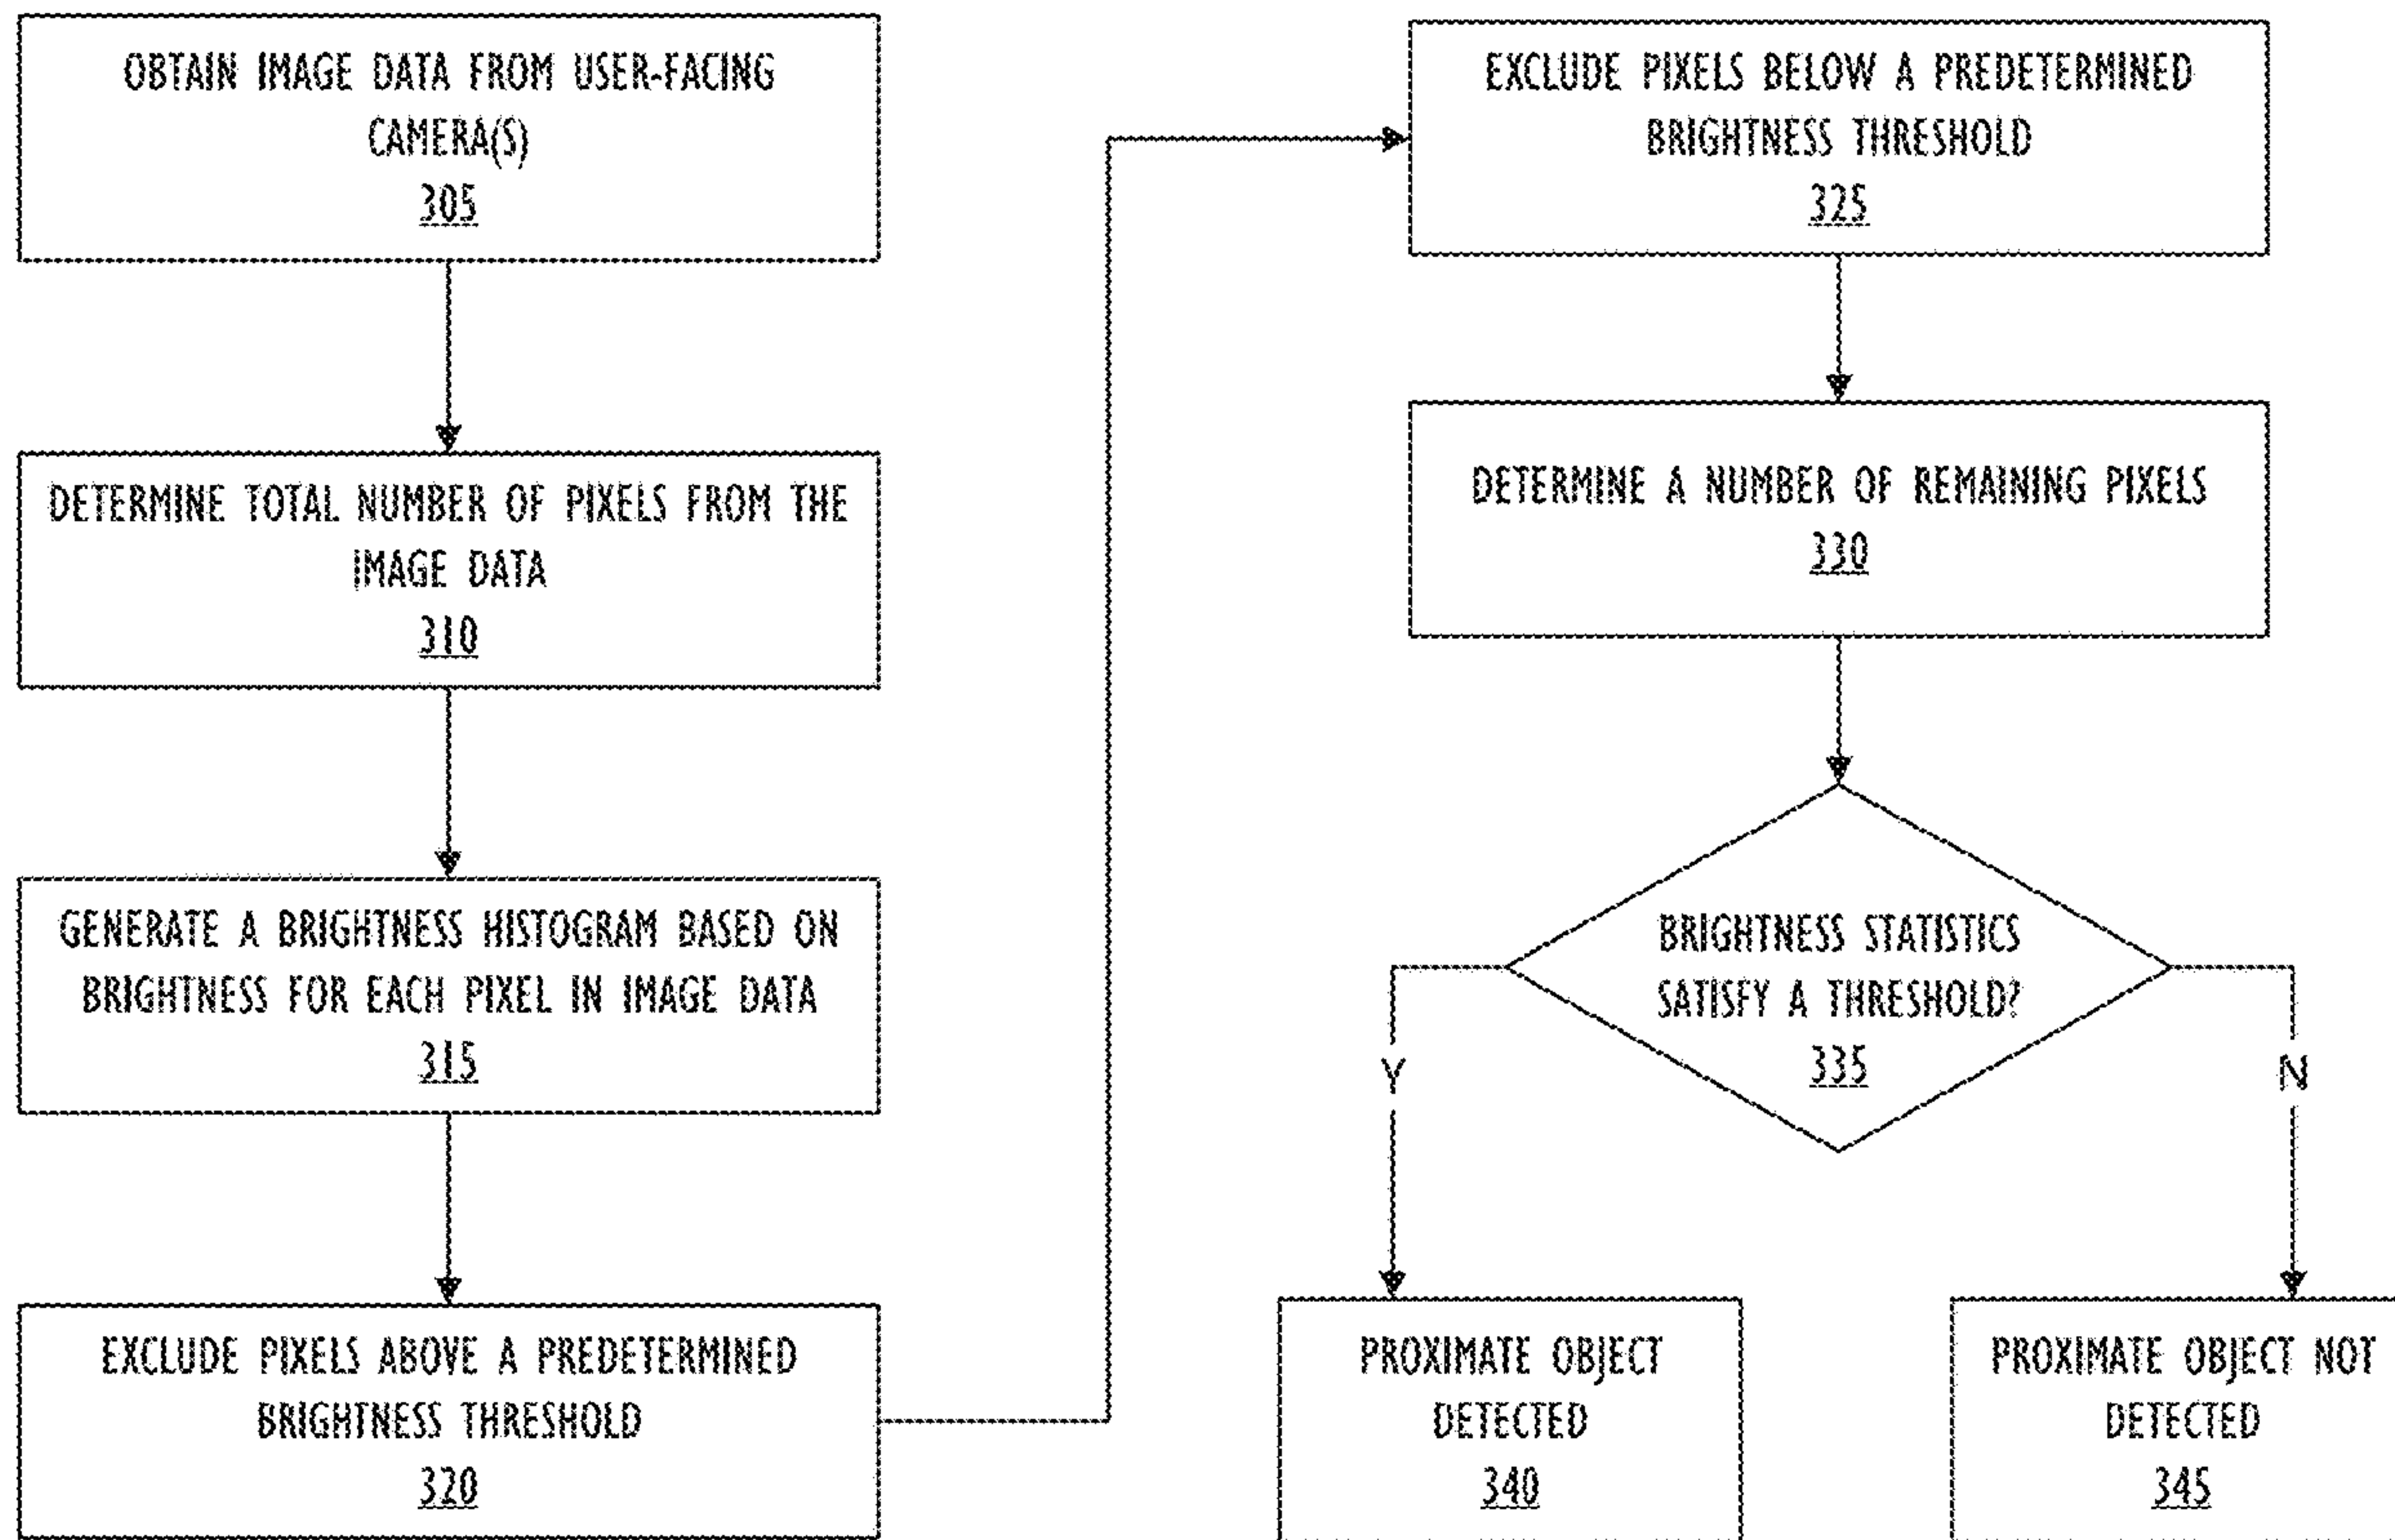 OBTAIN IMAGE DATA FROM USER-FACING
CAMERA(S)
305
DETERMINE TOTAL NUMBER OF PIXELS FROM THE
IMAGE DATA
310
GENERATE A BRIGHTNESS HISTOGRAM BASED ON
BRIGHTNESS FOR EACH PIXEL IN IMAGE DATA
315
EXCLUDE PIXELS ABOVE A PREDETERMINED
BRIGHTNESS THRESHOLD
320
EXCLUDE PIXELS BELOW A PREDETERMINED
BRIGHTNESS THRESHOLD
325
DETERMINE A NUMBER OF REMAINING PIXELS
330
BRIGHTNESS STATISTICS
SATISFY A THRESHOLD?
335
Y
N
PROXIMATE OBJECT
DETECTED
340
PROXIMATE OBJECT NOT
DETECTED
345